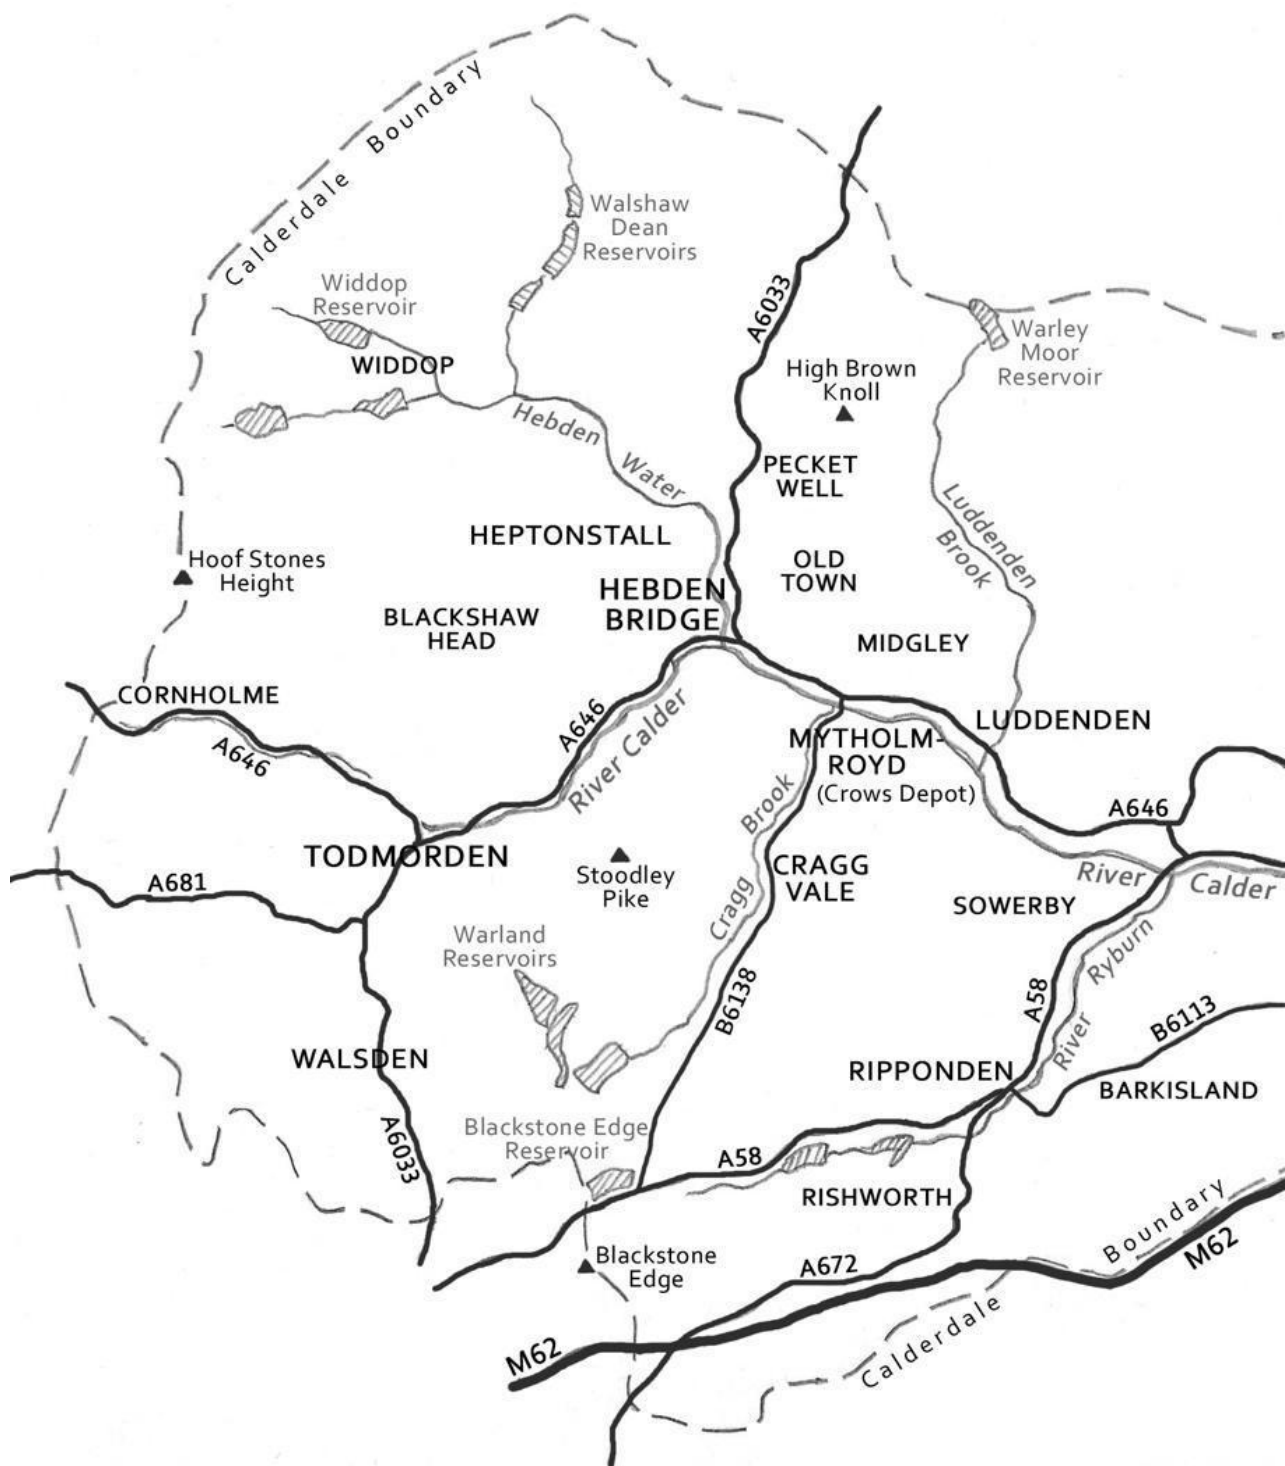 Calderdale Boundary
Walshaw
Dean
Reservoirs
Widdop
Reservoir
WIDDOP
A6033
Warley
Moor
Reservoir
High Brown
Knoll
Hebden
Water
PECKET
WELL
Luddenden
Brook
HEPTONSTALL
Hoof Stones
Height
OLD
TOWN
HEBDEN
BRIDGE
BLACKSHAW
HEAD
MIDGLEY
CORNHOLME
A646
A646
River Calder
LUDDENDEN
MYTHOLM-
ROYD
(Crows Depot)
A646
TODMORDEN
A681
Stoodley
Pike
Cragg
Brook
CRAGG
VALE
River
Calder
SOWERBY
Warland
Reservoirs
B6138
A58
River
Ryburn
B6113
WALSDEN
RIPPONDEN
BARKISLAND
A6033
Blackstone Edge
Reservoir
A58
RISHWORTH
Blackstone
Edge
A672
Calderdale
Boundary
M62
M62